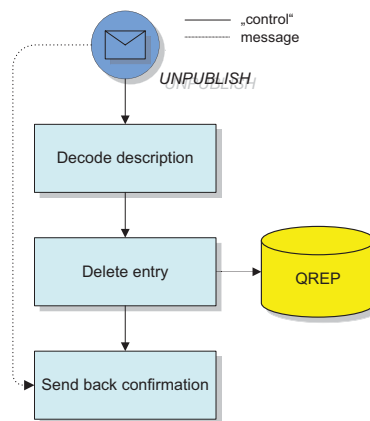 „control“
message
UNPUBLISH
Decode description
Delete entry
QREP
Send back confirmation